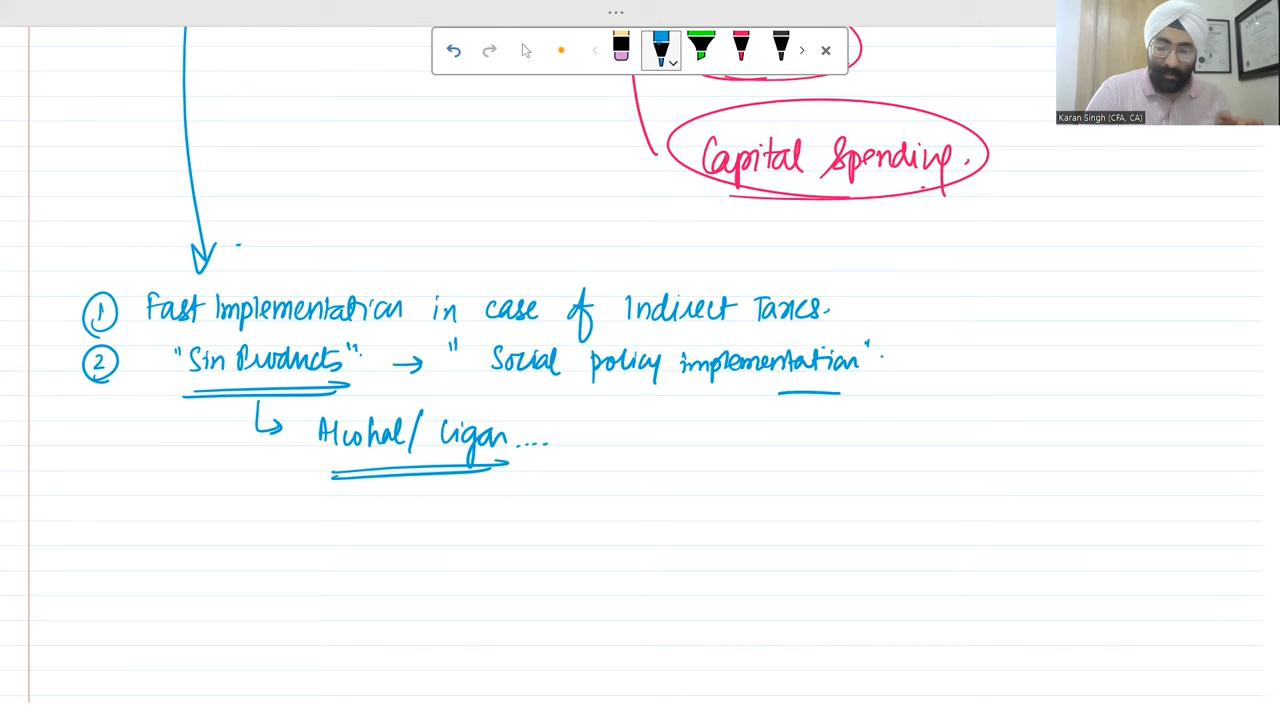 Karan Singh (CFA, CA)
Capital Spending.
① Fast Implementation in case of Indirect Taxes.
② "Sin Products" → "Social policy implementation".
↳ Alcohal/ Cigar....